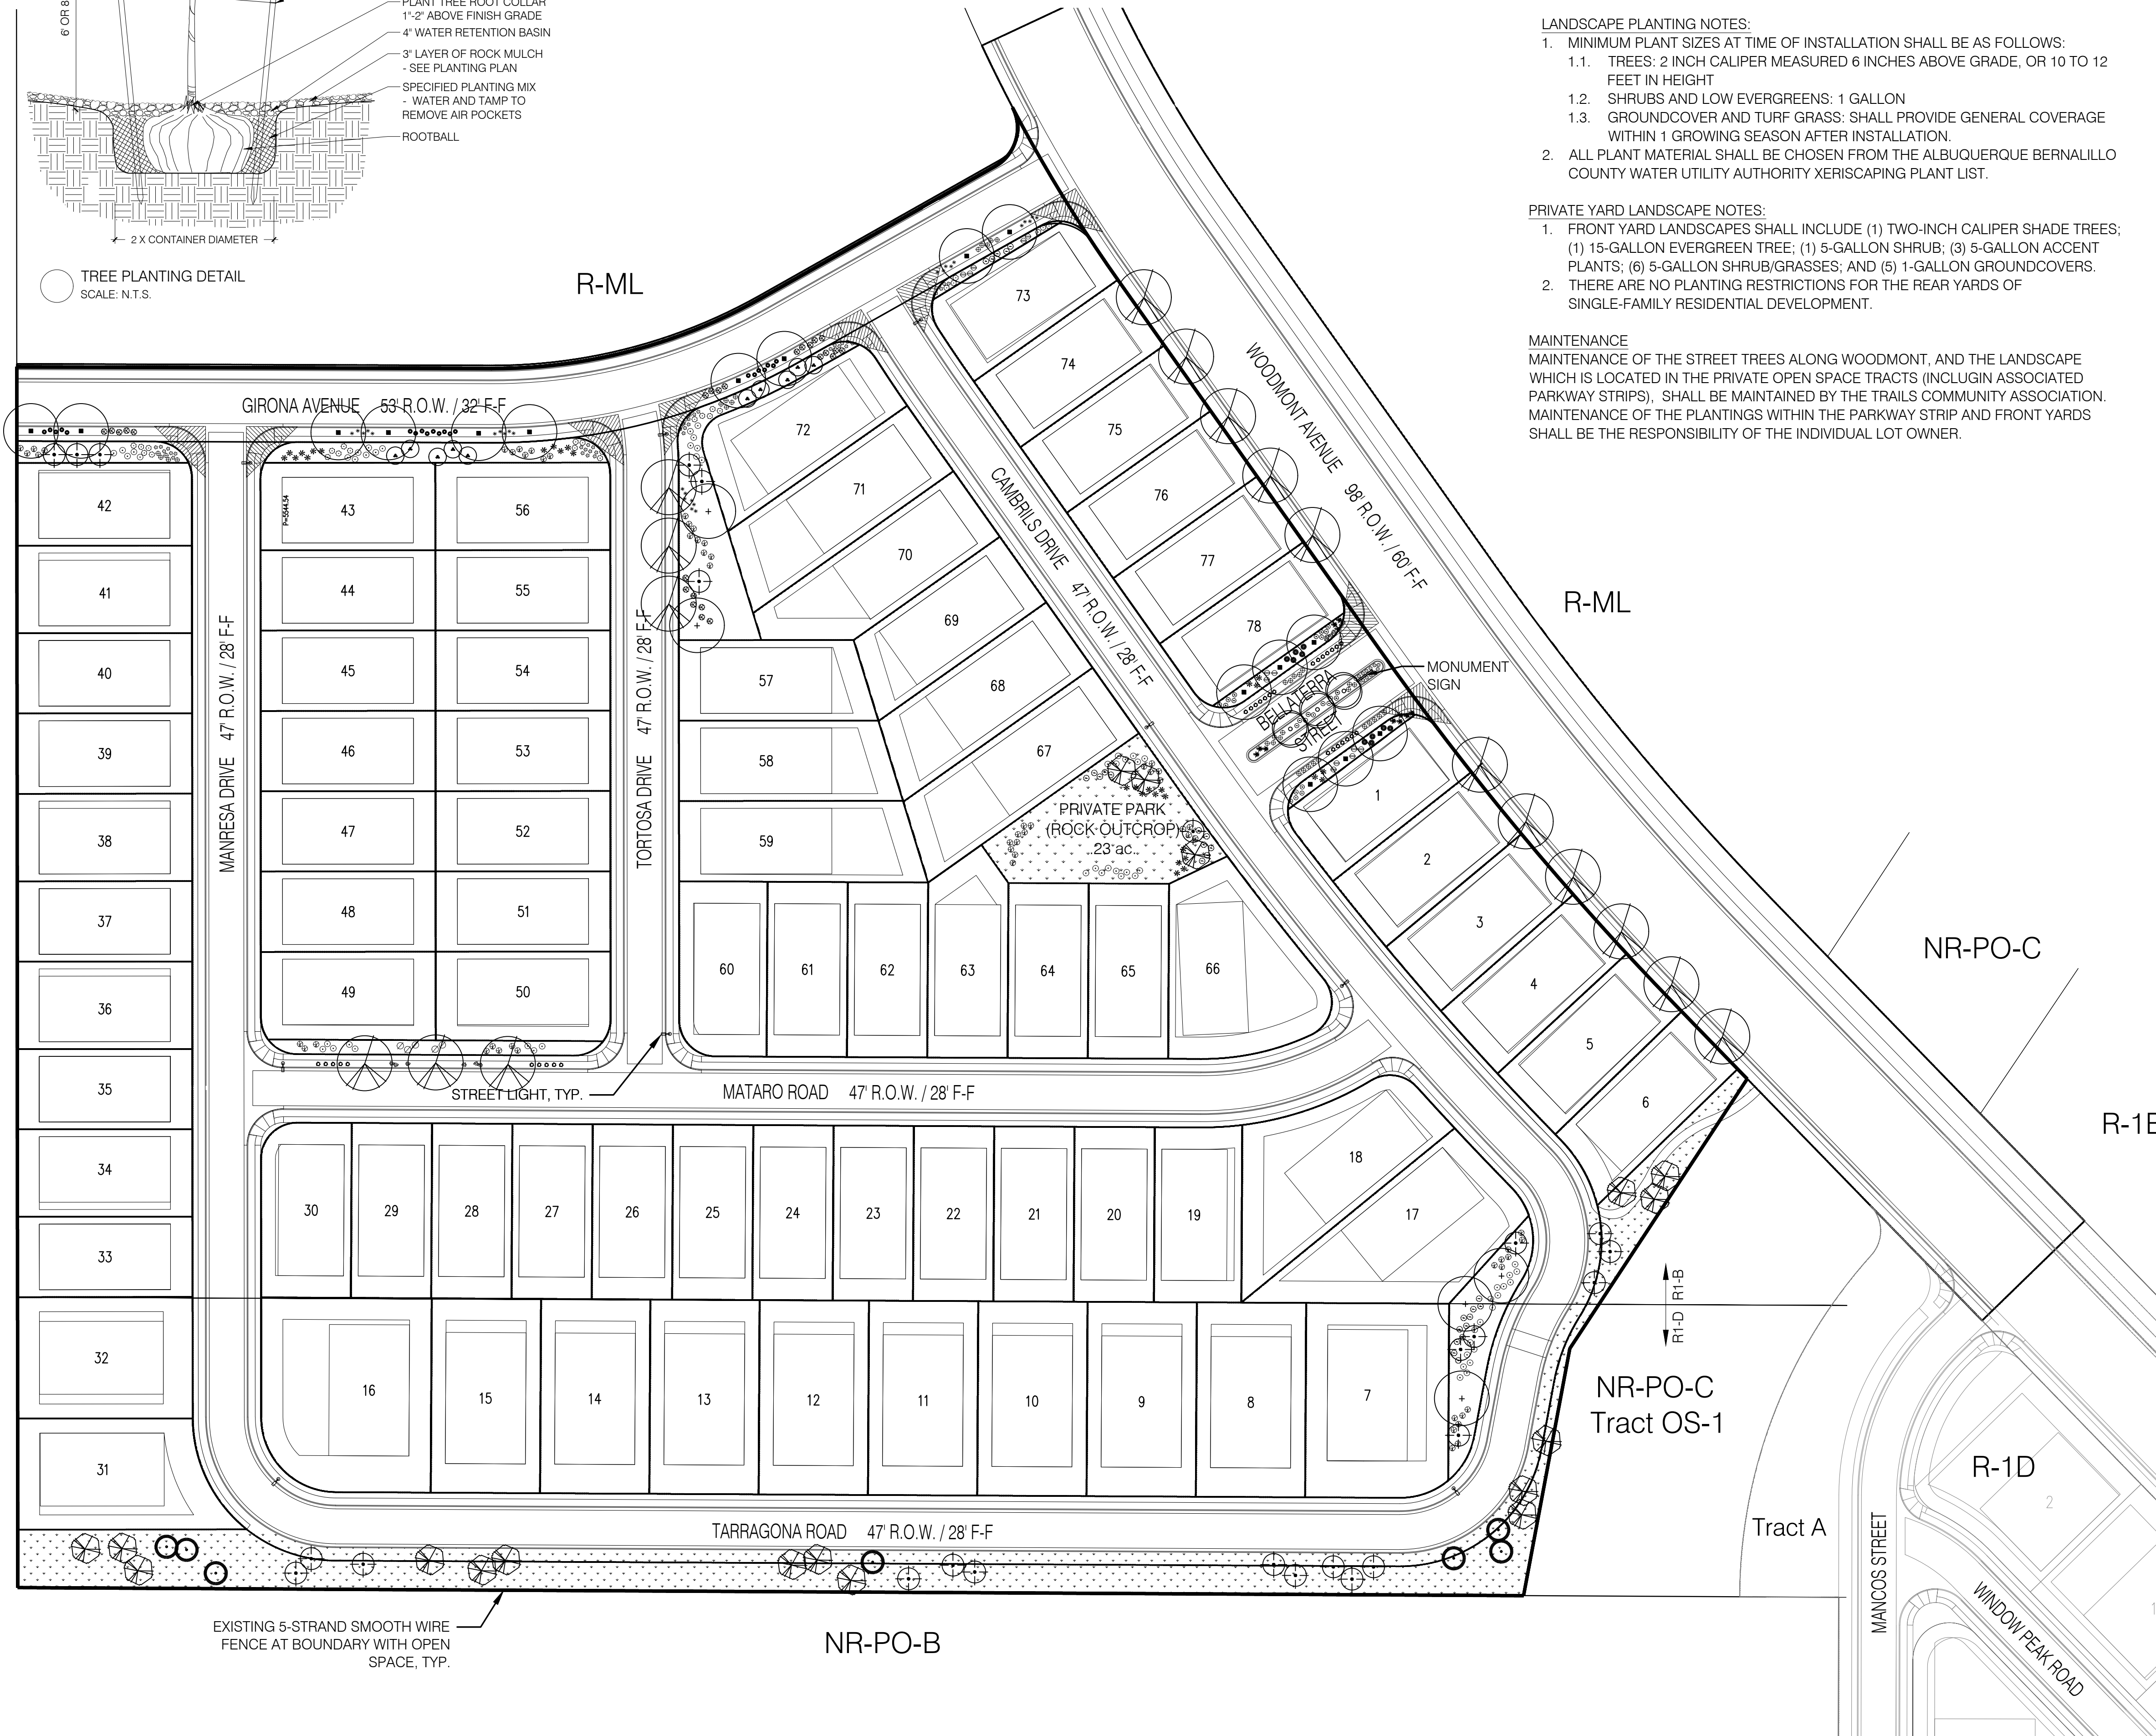 6' OR 8
PLANT TREE ROOT COLLAR
1"-2" ABOVE FINISH GRADE
4" WATER RETENTION BASIN
3" LAYER OF ROCK MULCH
- SEE PLANTING PLAN
SPECIFIED PLANTING MIX
- WATER AND TAMP TO
REMOVE AIR POCKETS
ROOTBALL
2 X CONTAINER DIAMETER
TREE PLANTING DETAIL
SCALE: N.T.S.
LANDSCAPE PLANTING NOTES:
1. MINIMUM PLANT SIZES AT TIME OF INSTALLATION SHALL BE AS FOLLOWS:
1.1. TREES: 2 INCH CALIPER MEASURED 6 INCHES ABOVE GRADE, OR 10 TO 12
FEET IN HEIGHT
1.2. SHRUBS AND LOW EVERGREENS: 1 GALLON
1.3. GROUNDCOVER AND TURF GRASS: SHALL PROVIDE GENERAL COVERAGE
WITHIN 1 GROWING SEASON AFTER INSTALLATION.
2. ALL PLANT MATERIAL SHALL BE CHOSEN FROM THE ALBUQUERQUE BERNALILLO
COUNTY WATER UTILITY AUTHORITY XERISCAPING PLANT LIST.
PRIVATE YARD LANDSCAPE NOTES:
1. FRONT YARD LANDSCAPES SHALL INCLUDE (1) TWO-INCH CALIPER SHADE TREES;
(1) 15-GALLON EVERGREEN TREE; (1) 5-GALLON SHRUB; (3) 5-GALLON ACCENT
PLANTS; (6) 5-GALLON SHRUB/GRASSES; AND (5) 1-GALLON GROUNDCOVERS.
2. THERE ARE NO PLANTING RESTRICTIONS FOR THE REAR YARDS OF
SINGLE-FAMILY RESIDENTIAL DEVELOPMENT.
MAINTENANCE
MAINTENANCE OF THE STREET TREES ALONG WOODMONT, AND THE LANDSCAPE
WHICH IS LOCATED IN THE PRIVATE OPEN SPACE TRACTS (INCLUGIN ASSOCIATED
PARKWAY STRIPS), SHALL BE MAINTAINED BY THE TRAILS COMMUNITY ASSOCIATION.
MAINTENANCE OF THE PLANTINGS WITHIN THE PARKWAY STRIP AND FRONT YARDS
SHALL BE THE RESPONSIBILITY OF THE INDIVIDUAL LOT OWNER.
R-ML
GIRONA AVENUE 53' R.O.W. / 32' F-F
MANRESA DRIVE 47' R.O.W. / 28' F-F
TORTOSA DRIVE 47' R.O.W. / 28' F-F
CAMBRILS DRIVE 47' R.O.W. / 28' F-F
WOODMONT AVENUE 98' R.O.W. / 60' F-F
R-ML
MONUMENT
SIGN
BELLATERRA
STREET
42
41
40
39
38
37
36
35
34
33
32
31
P=5544.54
43
44
45
46
47
48
49
56
55
54
53
52
51
50
72
71
70
69
68
67
57
58
59
60
61
62
63
64
65
66
73
74
75
76
77
78
PRIVATE PARK
(ROCK OUTCROP)
.23 ac.
1
2
3
4
5
6
STREET LIGHT, TYP.
MATARO ROAD 47' R.O.W. / 28' F-F
30
29
28
27
26
25
24
23
22
21
20
19
18
17
16
15
14
13
12
11
10
9
8
7
TARRAGONA ROAD 47' R.O.W. / 28' F-F
EXISTING 5-STRAND SMOOTH WIRE
FENCE AT BOUNDARY WITH OPEN
SPACE, TYP.
NR-PO-B
R1-D R1-B
NR-PO-C
Tract OS-1
NR-PO-C
R-1B
Tract A
R-1D
2
1
MANCOS STREET
WINDOW PEAK ROAD